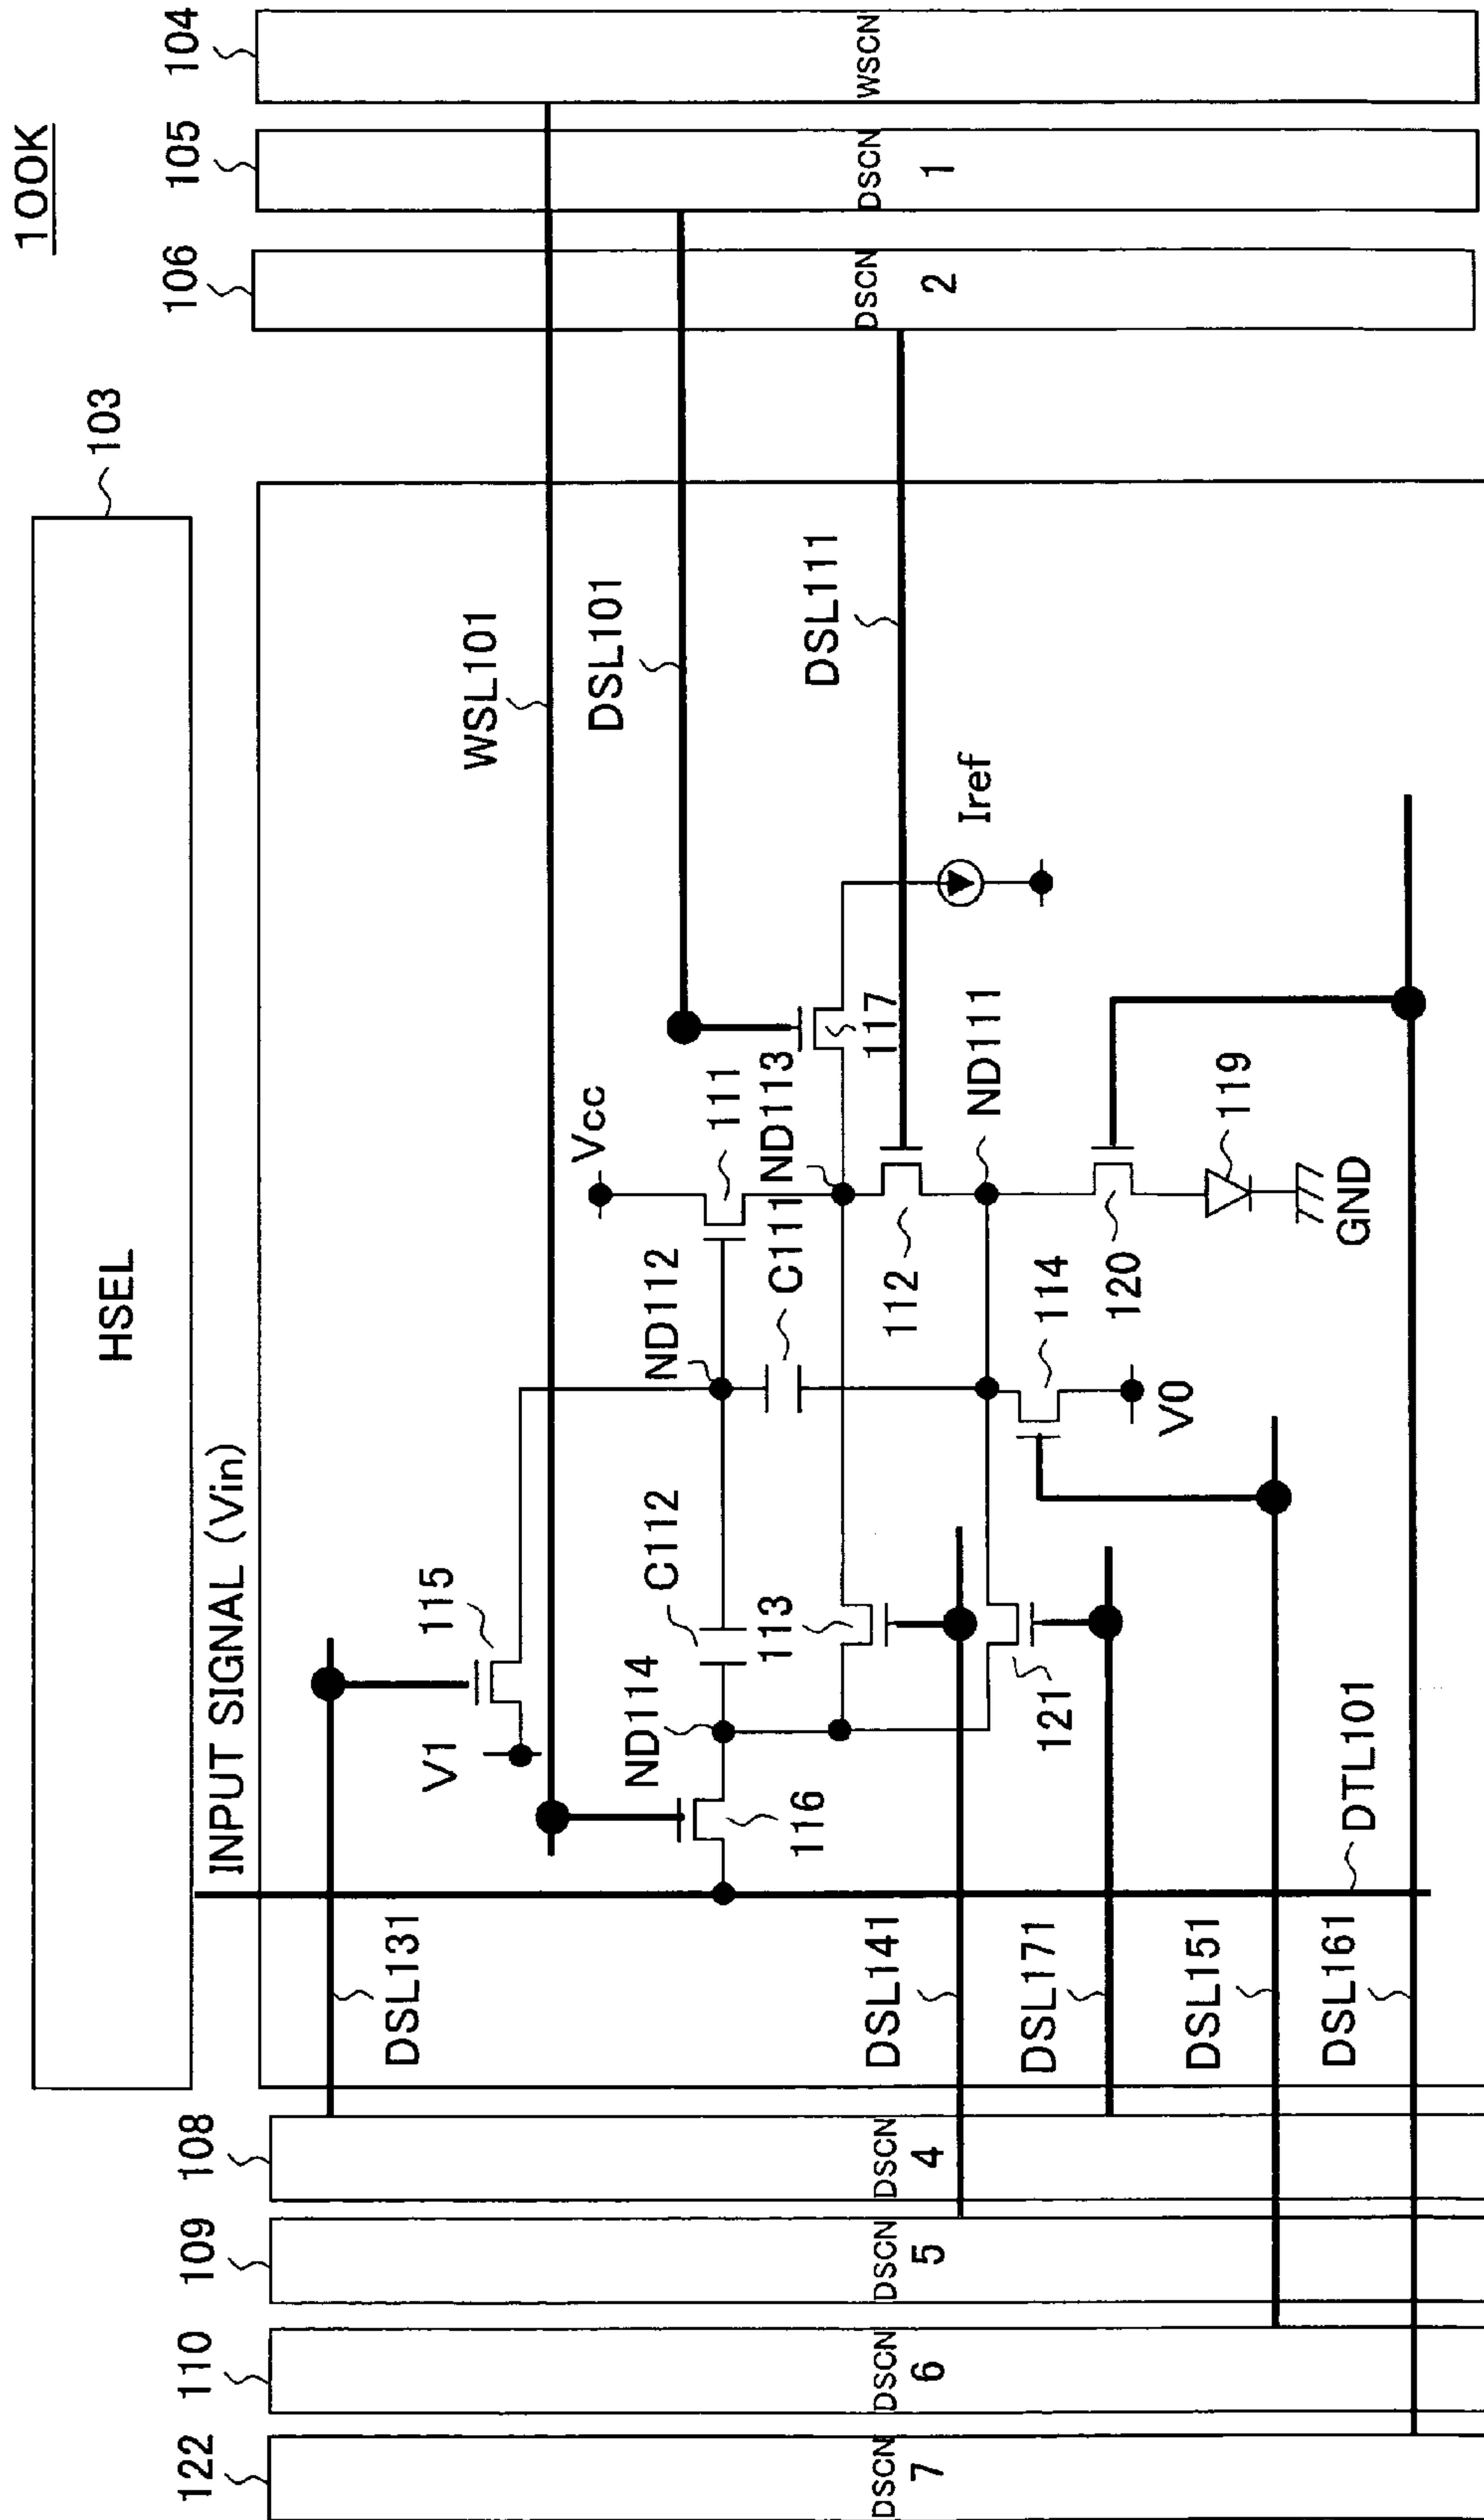 100K
HSEL
103
104
WSCN
105
DSCN
1
106
DSCN
2
INPUT SIGNAL (Vin)
WSL101
DSL101
DSL111
DSL131
V1
115
Vcc
111
ND112
ND113
117
Iref
C111
C112
ND114
116
113
112
ND111
121
114
V0
120
119
GND
DSL141
DSL171
DSL151
DSL161
DTL101
108
DSCN
4
109
DSCN
5
110
DSCN
6
122
DSCN
7